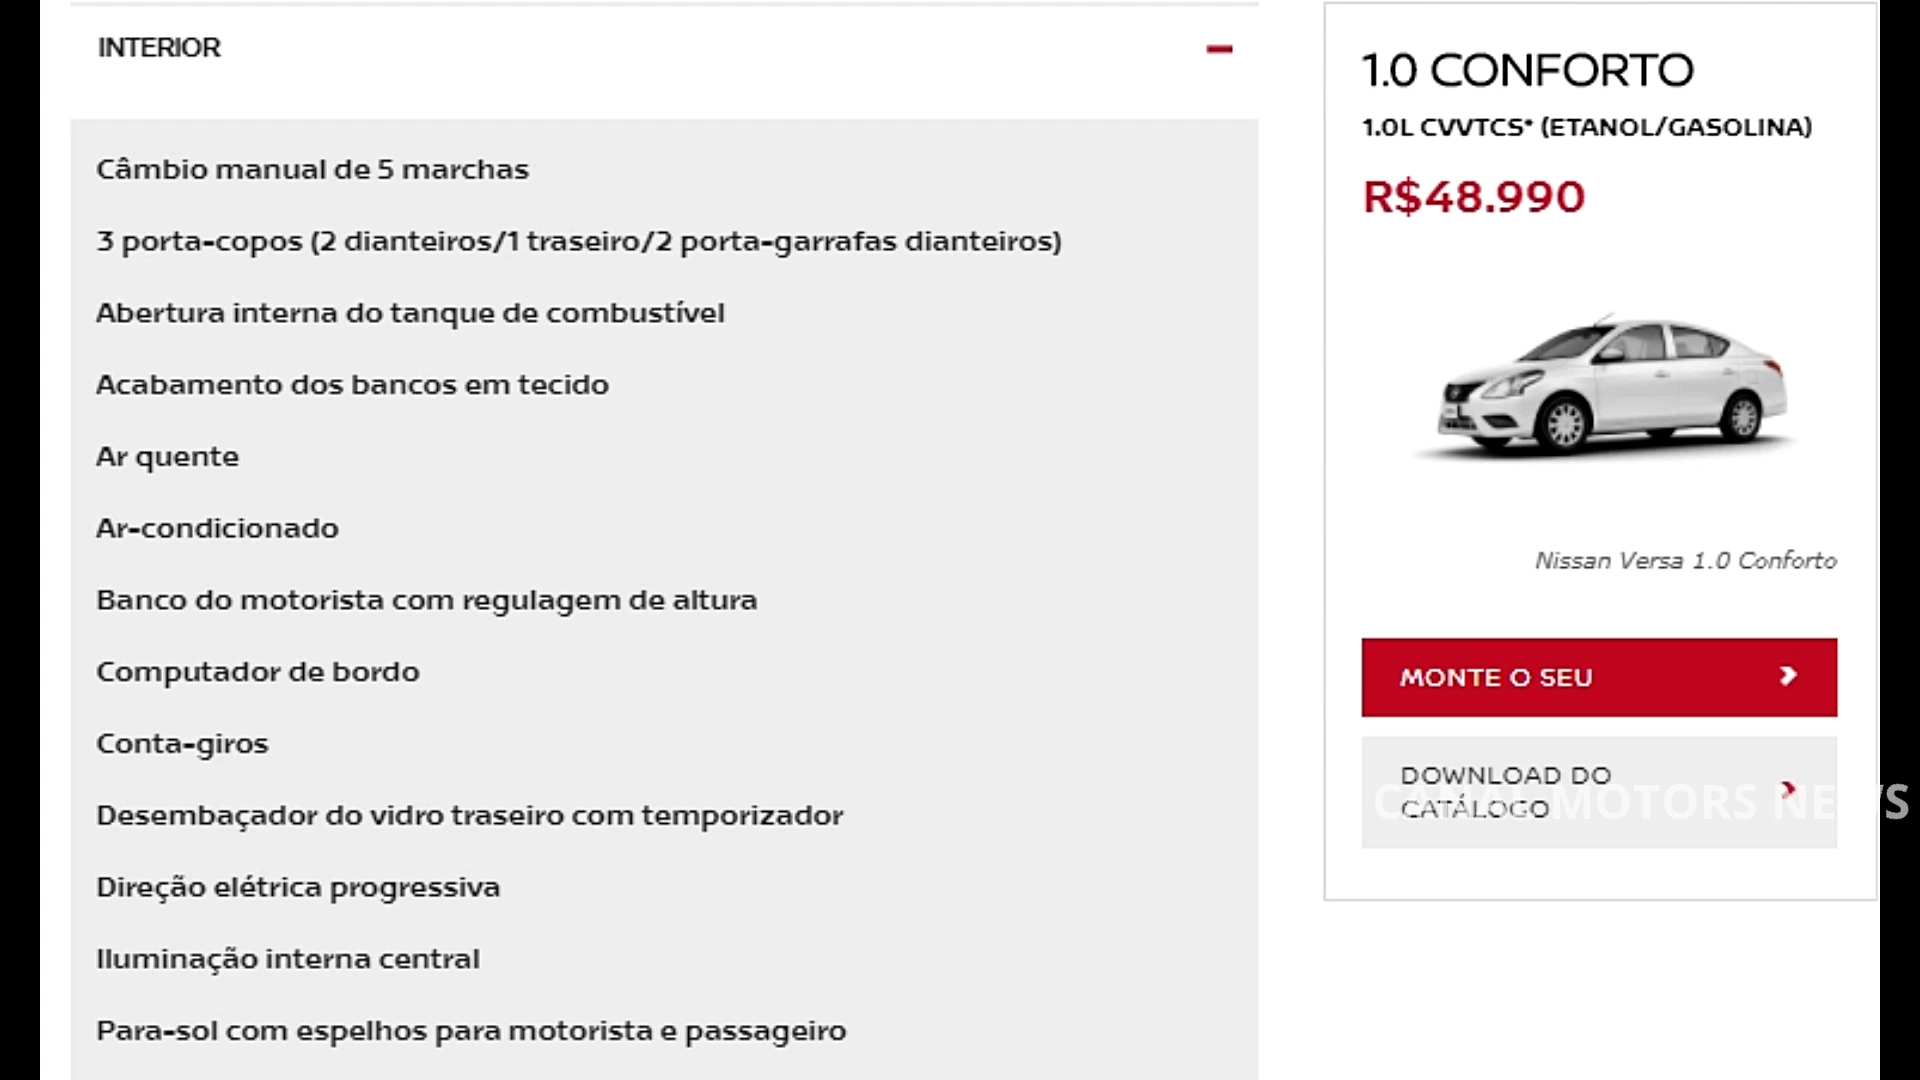 INTERIOR
Câmbio manual de 5 marchas
3 porta-copos (2 dianteiros/1 traseiro/2 porta-garrafas dianteiros)
Abertura interna do tanque de combustível
Acabamento dos bancos em tecido
Ar quente
Ar-condicionado
Banco do motorista com regulagem de altura
Computador de bordo
Conta-giros
Desembaçador do vidro traseiro com temporizador
Direção elétrica progressiva
Iluminação interna central
Para-sol com espelhos para motorista e passageiro
1.0 CONFORTO
1.0L CVVTCS* (ETANOL/GASOLINA)
R$48.990
Nissan Versa 1.0 Conforto
MONTE O SEU
DOWNLOAD DO
CATÁLOGO
CANAL MOTORS NEWS